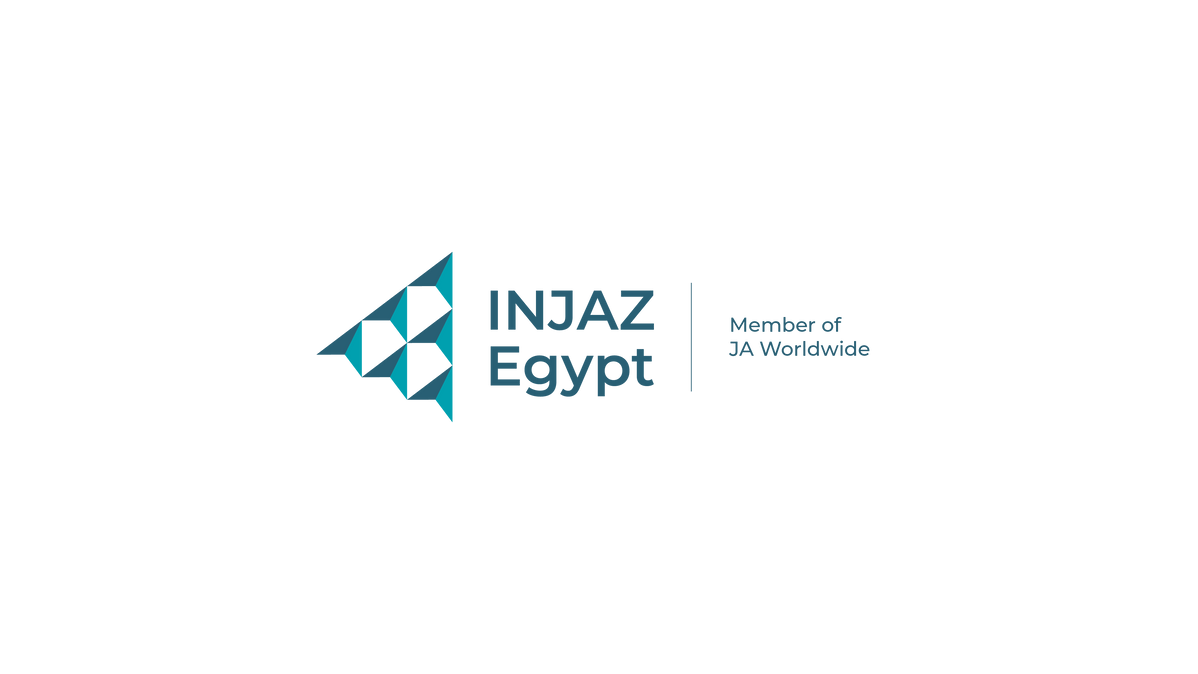 INJAZ
Egypt
Member of
JA Worldwide